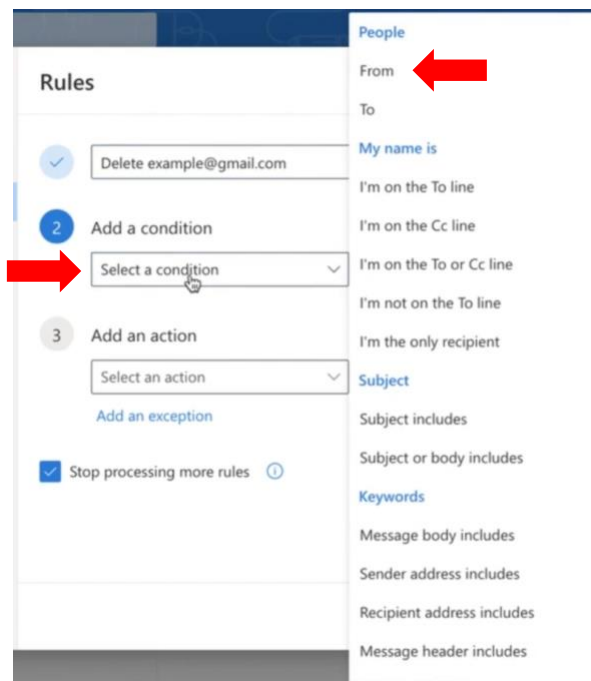 Rules
Delete example@gmail.com
2 Add a condition
Select a condition
3 Add an action
Select an action
Add an exception
Stop processing more rules
People
From
To
My name is
I'm on the To line
I'm on the Cc line
I'm on the To or Cc line
I'm not on the To line
I'm the only recipient
Subject
Subject includes
Subject or body includes
Keywords
Message body includes
Sender address includes
Recipient address includes
Message header includes